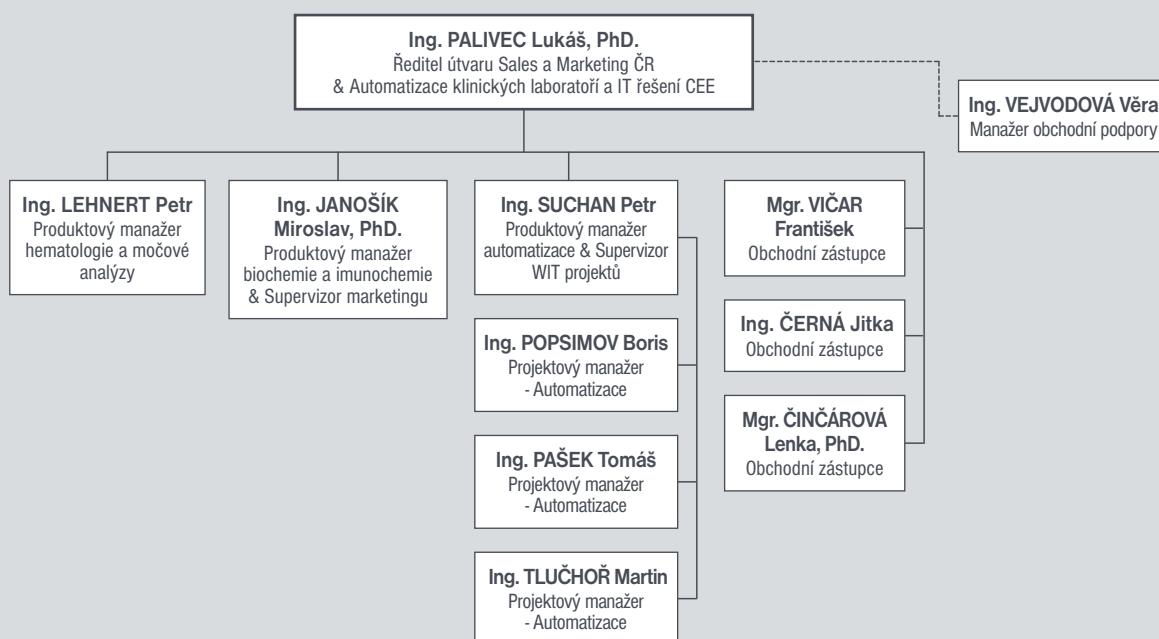 Ing. PALIVEC Lukáš, PhD.
Ředitel útvaru Sales a Marketing ČR
& Automatizace klinických laboratoří a IT řešení CEE
Ing. VEJVODOVÁ Věra
Manažer obchodní podpory
Ing. LEHNERT Petr
Produktový manažer
hematologie a močové
analýzy
Ing. JANOŠÍK
Miroslav, PhD.
Produktový manažer
biochemie a imunochemie
& Supervizor marketingu
Ing. SUCHAN Petr
Produktový manažer
automatizace & Supervizor
WIT projektů
Ing. POPSIMOV Boris
Projektový manažer
- Automatizace
Ing. PAŠEK Tomáš
Projektový manažer
- Automatizace
Ing. TLUČHOŘ Martin
Projektový manažer
- Automatizace
Mgr. VIČAR
František
Obchodní zástupce
Ing. ČERNÁ Jitka
Obchodní zástupce
Mgr. ČINČÁROVÁ
Lenka, PhD.
Obchodní zástupce